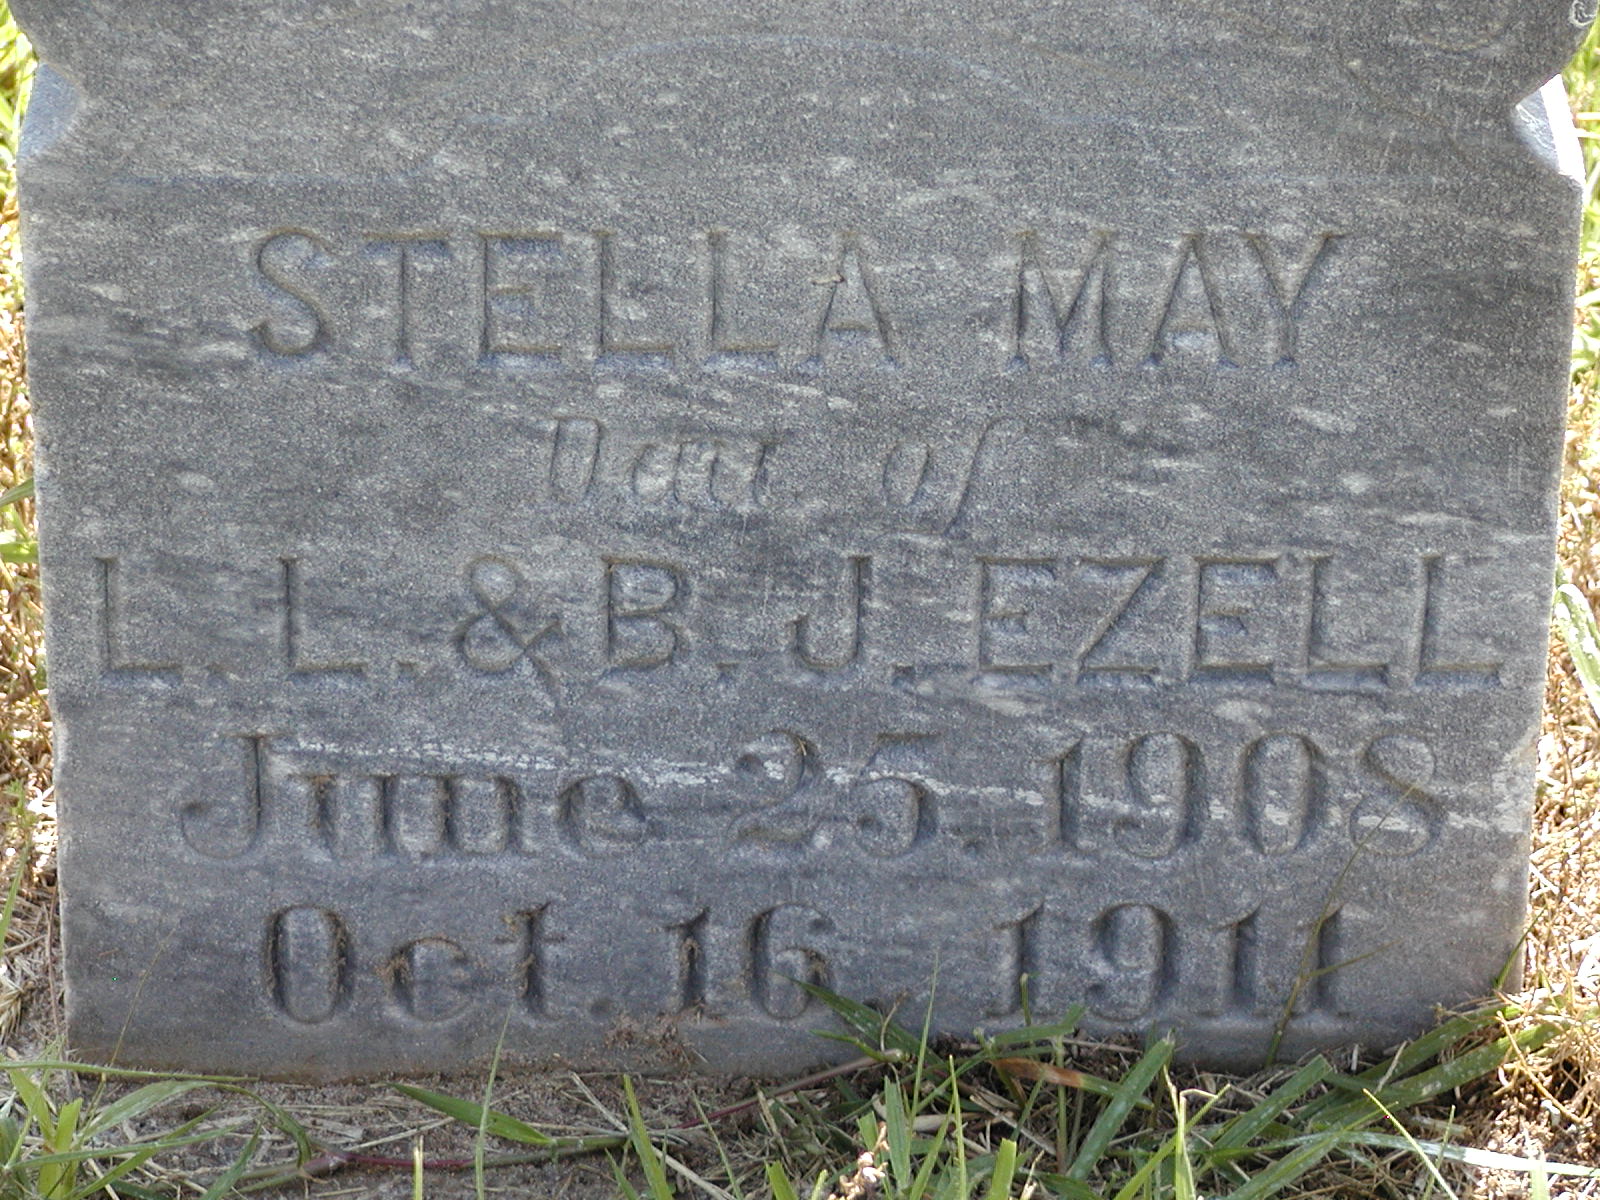 STELLA MAY
Dau. of
L. L. & B. J. EZELL
June 25, 1908
Oct. 16, 1911